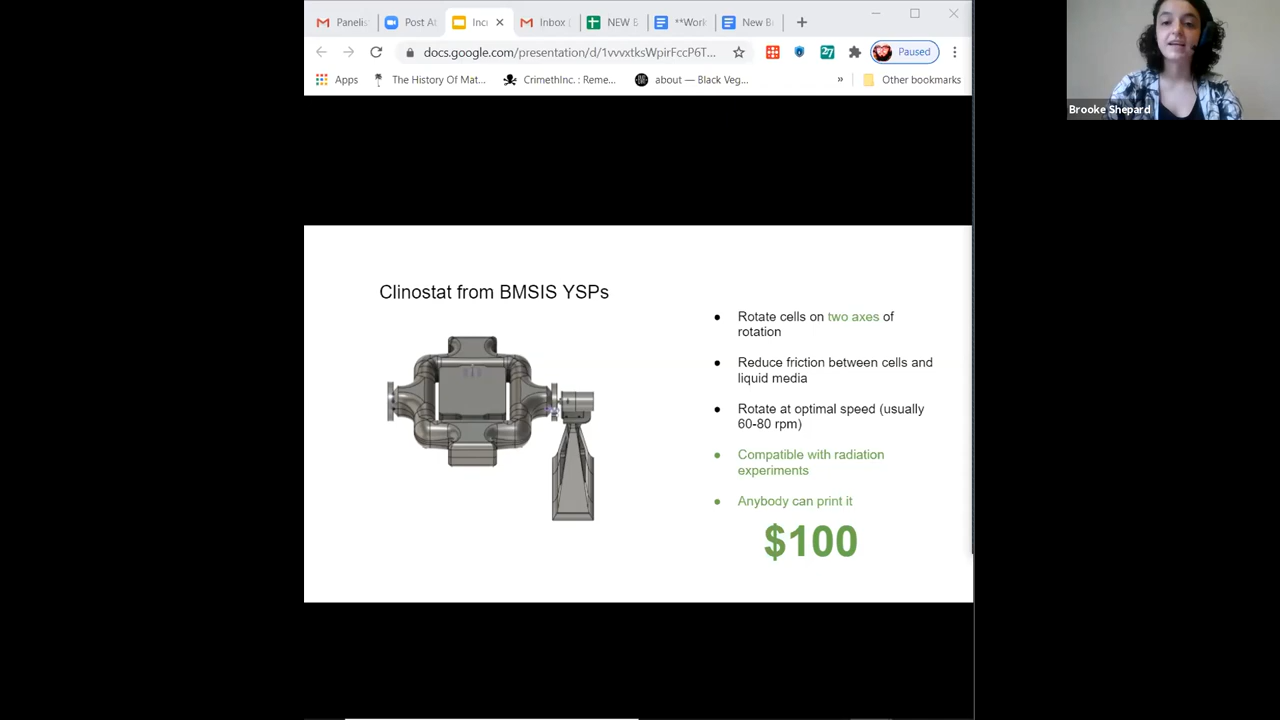 Panelis
Post At
Incr
Inbox (
NEW B
**Work
New Bo
docs.google.com/presentation/d/1vvvxtksWpirFccP6T...
27
Paused
Apps
The History Of Mat...
CrimethInc. : Reme...
about — Black Veg...
»
Other bookmarks
Brooke Shepard
Clinostat from BMSIS YSPs
● Rotate cells on two axes of
rotation
● Reduce friction between cells and
liquid media
● Rotate at optimal speed (usually
60-80 rpm)
● Compatible with radiation
experiments
● Anybody can print it
$100